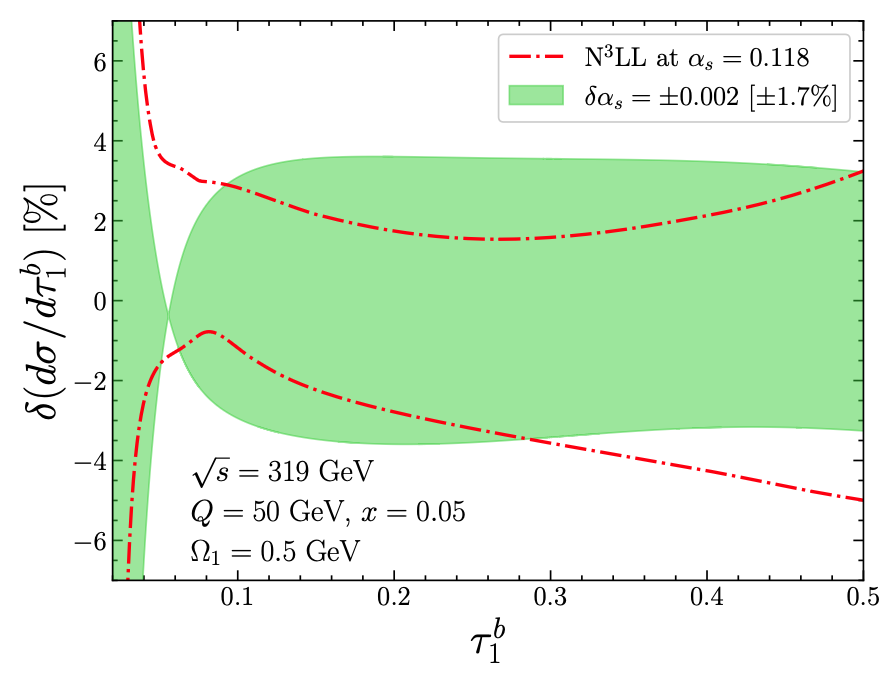 N³LL at αₛ = 0.118
δαₛ = ±0.002 [±1.7%]
δ(dσ/dτ₁ᵇ) [%]
6
4
2
0
−2
−4
−6
√s = 319 GeV
Q = 50 GeV, x = 0.05
Ω₁ = 0.5 GeV
0.1 0.2 0.3 0.4 0.5
τ₁ᵇ